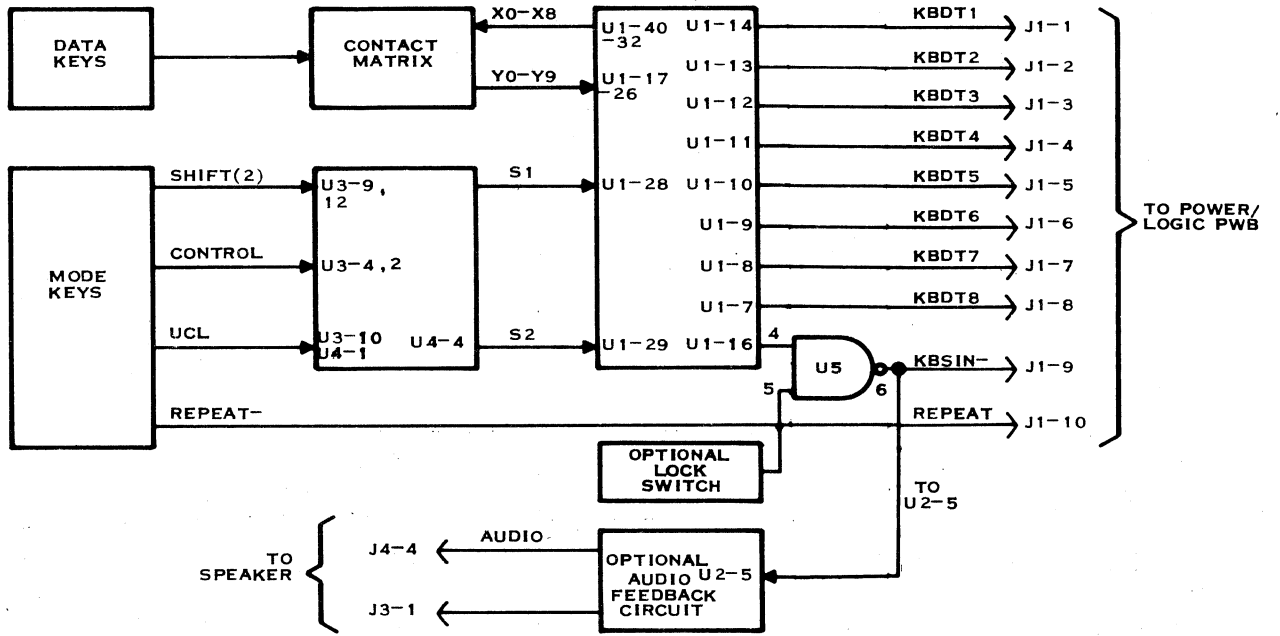 DATA
KEYS
CONTACT
MATRIX
X0-X8
Y0-Y9
U1-40
-32
U1-17
-26
U1-28
U1-29
U1-14
U1-13
U1-12
U1-11
U1-10
U1-9
U1-8
U1-7
U1-16
KBDT1
J1-1
KBDT2
J1-2
KBDT3
J1-3
KBDT4
J1-4
KBDT5
J1-5
KBDT6
J1-6
KBDT7
J1-7
KBDT8
J1-8
KBSIN-
J1-9
REPEAT
J1-10
TO POWER/
LOGIC PWB
MODE
KEYS
SHIFT(2)
CONTROL
UCL
REPEAT-
U3-9,
12
U3-4,2
U3-10
U4-1
U4-4
S1
S2
4
5
U5
6
OPTIONAL
LOCK
SWITCH
TO
U2-5
TO
SPEAKER
J4-4
AUDIO
J3-1
OPTIONAL
AUDIO
FEEDBACK
CIRCUIT
U2-5